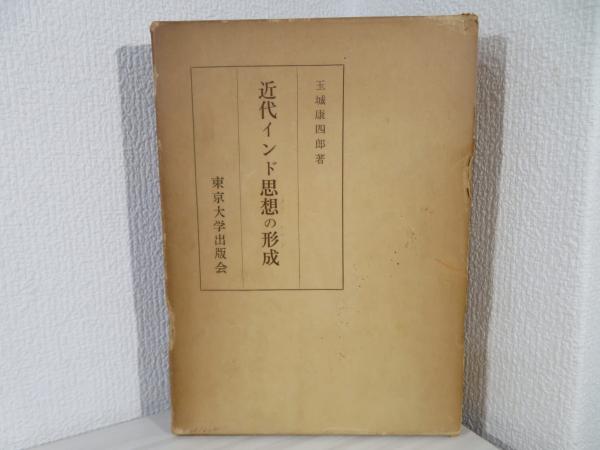 玉城康四郎著
近代インド思想の形成
東京大学出版会